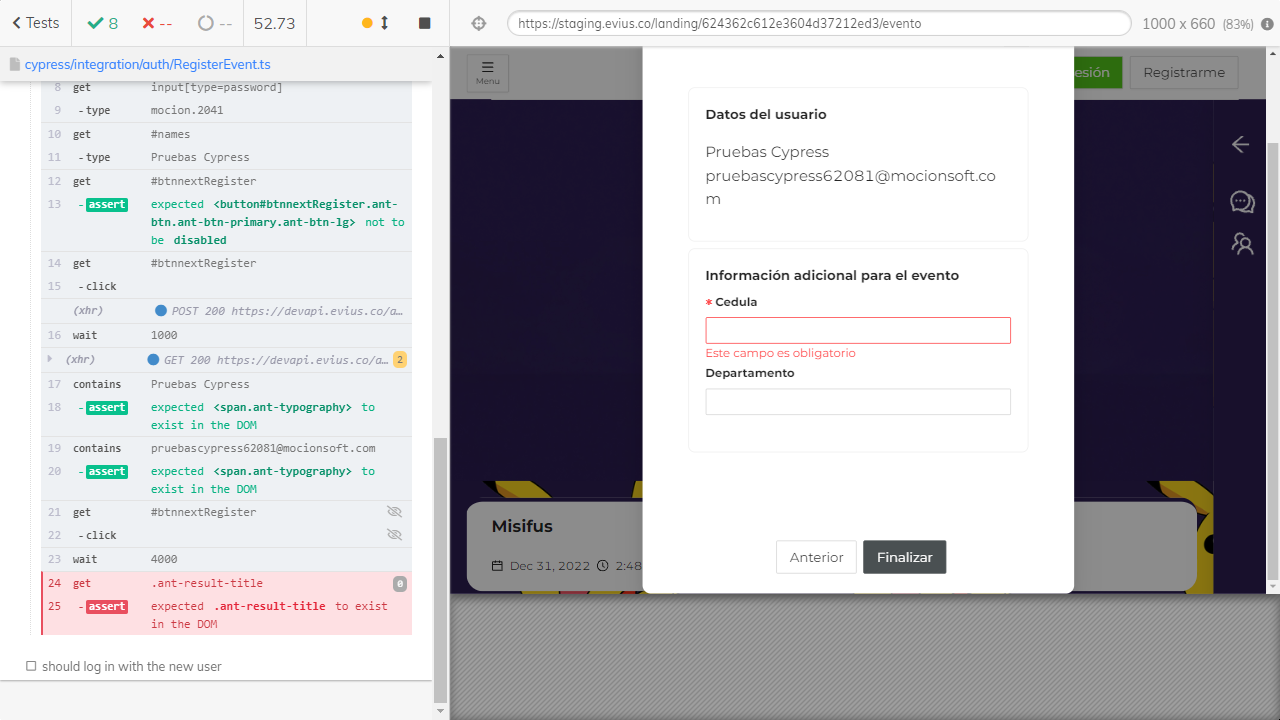 Tests
8
--
--
52.73
https://staging.evius.co/landing/624362c612e3604d37212ed3/evento
1000 x 660 (83%)
cypress/integration/auth/RegisterEvent.ts
8 get input[type=password]
9 -type mocion.2041
10 get #names
11 -type Pruebas Cypress
12 get #btnnextRegister
13 -assert expected <button#btnnextRegister.ant-
btn.ant-btn-primary.ant-btn-lg> not to
be disabled
14 get #btnnextRegister
15 -click
(xhr) POST 200 https://devapi.evius.co/a…
16 wait 1000
(xhr) GET 200 https://devapi.evius.co/a… 2
17 contains Pruebas Cypress
18 -assert expected <span.ant-typography> to
exist in the DOM
19 contains pruebascypress62081@mocionsoft.com
20 -assert expected <span.ant-typography> to
exist in the DOM
21 get #btnnextRegister
22 -click
23 wait 4000
24 get .ant-result-title 0
25 -assert expected .ant-result-title to exist
in the DOM
should log in with the new user
Menu
esión
Registrarme
Datos del usuario
Pruebas Cypress
pruebascypress62081@mocionsoft.co
m
Información adicional para el evento
* Cedula
Este campo es obligatorio
Departamento
Anterior
Finalizar
Misifus
Dec 31, 2022 2:48